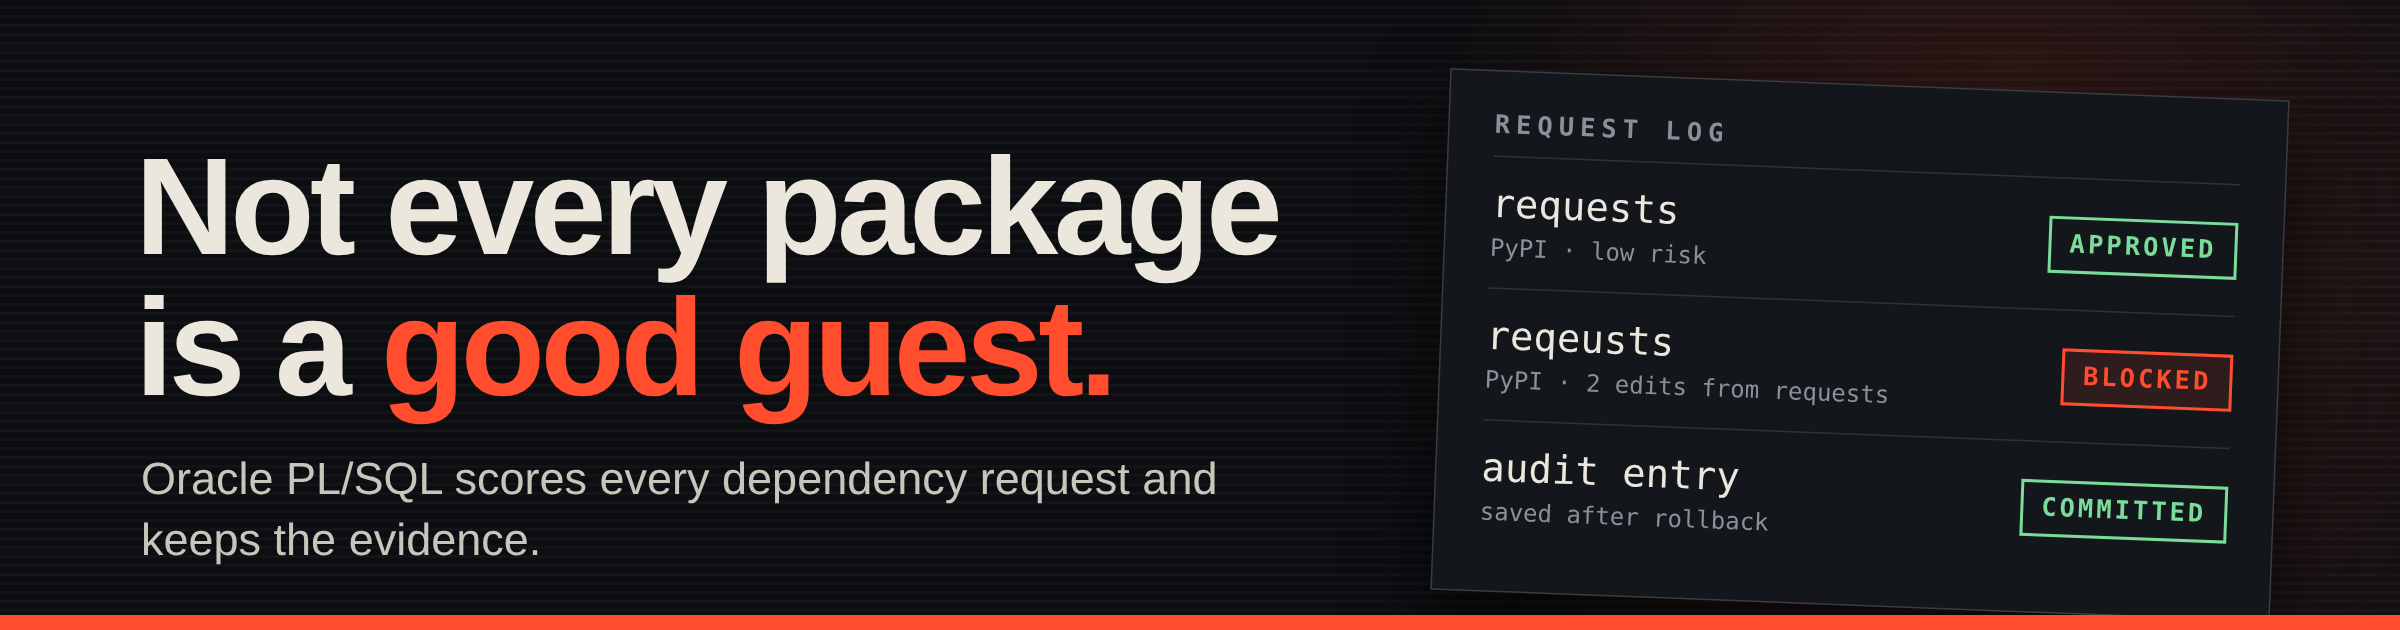 Not every package
is a good guest.
Oracle PL/SQL scores every dependency request and
keeps the evidence.
REQUEST LOG
requests
PyPI · low risk
APPROVED
reqeusts
PyPI · 2 edits from requests
BLOCKED
audit entry
saved after rollback
COMMITTED